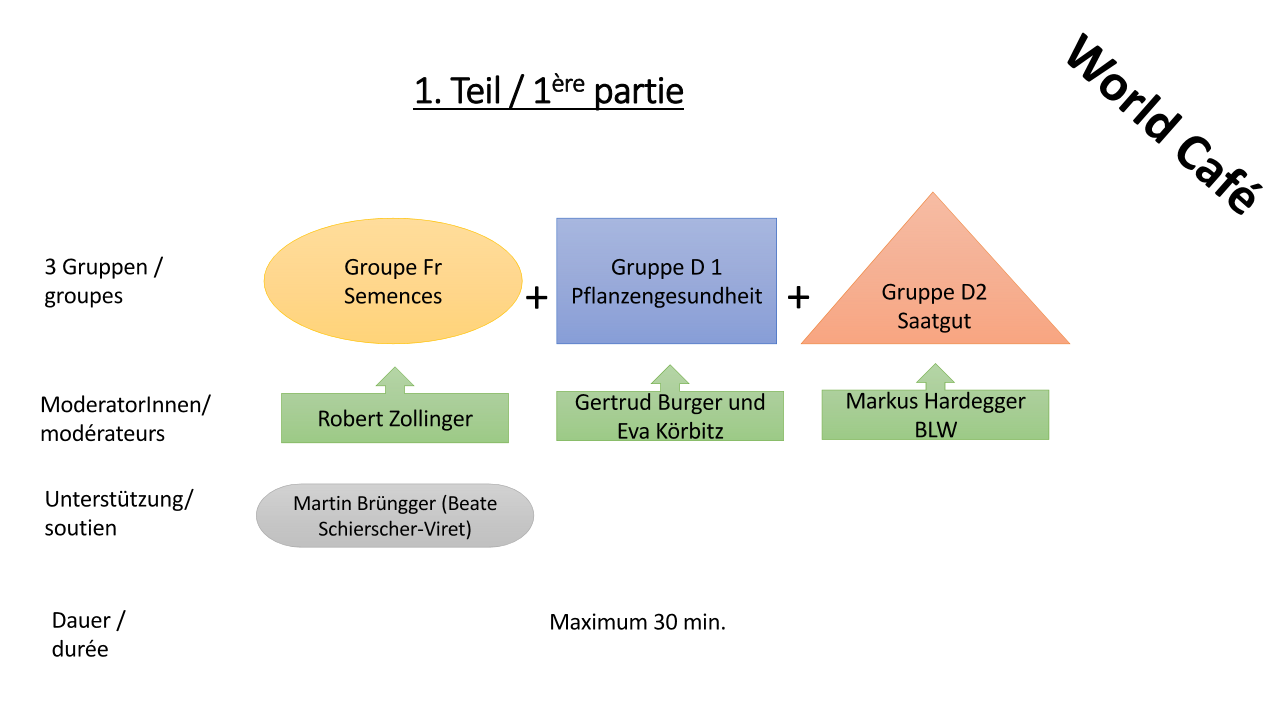 World Café
1. Teil / 1ère partie
3 Gruppen /
groupes
Groupe Fr
Semences
+
Gruppe D 1
Pflanzengesundheit
+
Gruppe D2
Saatgut
ModeratorInnen/
modérateurs
Robert Zollinger
Gertrud Burger und
Eva Körbitz
Markus Hardegger
BLW
Unterstützung/
soutien
Martin Brüngger (Beate
Schierscher-Viret)
Dauer /
durée
Maximum 30 min.